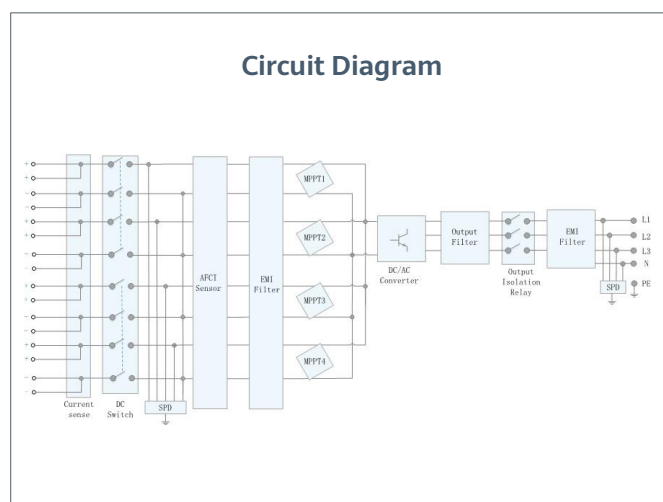 Circuit Diagram
+
+
-
-
+
+
-
-
+
+
-
-
+
+
-
-
Current
sense
DC
Switch
SPD
AFCI
Sensor
EMI
Filter
MPPT1
MPPT2
MPPT3
MPPT4
DC/AC
Converter
Output
Filter
Output
Isolation
Relay
EMI
Filter
L1
L2
L3
N
SPD
PE